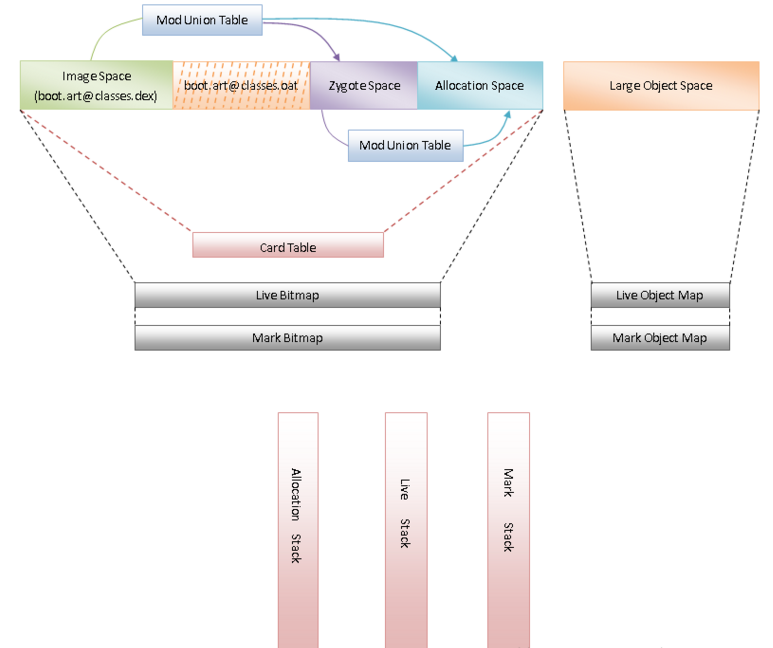 Mod Union Table
Image Space
(boot.art@classes.dex)
boot.art@classes.oat
Zygote Space
Allocation Space
Large Object Space
Mod Union Table
Card Table
Live Bitmap
Live Object Map
Mark Bitmap
Mark Object Map
Allocation Stack
Live Stack
Mark Stack